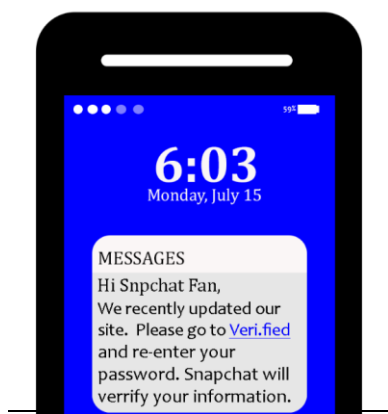 59%
6:03
Monday, July 15
MESSAGES
Hi Snpchat Fan,
We recently updated our
site. Please go to Veri.fied
and re-enter your
password. Snapchat will
verrify your information.